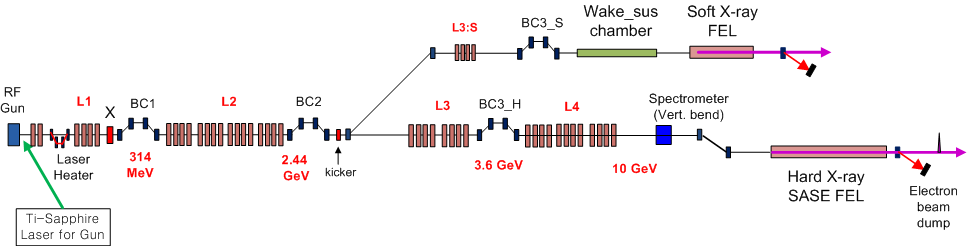 Soft X-ray
FEL
Wake_sus
chamber
BC3_S
L3:S
RF
Gun
L1
X
BC1
L2
BC2
L3
BC3_H
L4
Spectrometer
(Vert. bend)
Laser
Heater
314
MeV
2.44
GeV
kicker
3.6 GeV
10 GeV
Hard X-ray
SASE FEL
Electron
beam
dump
Ti-Sapphire
Laser for Gun